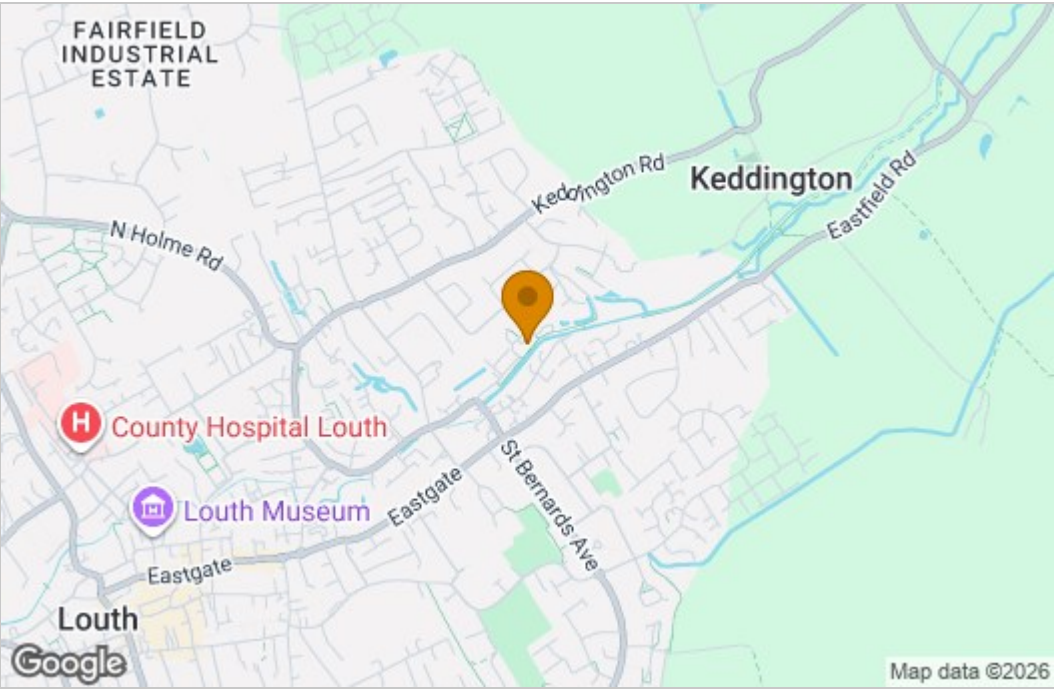 FAIRFIELD
INDUSTRIAL
ESTATE
Keddington Rd
Keddington
N Holme Rd
Eastfield Rd
H
County Hospital Louth
St Bernards Ave
Eastgate
Louth Museum
Eastgate
Louth
Google
Map data ©2026